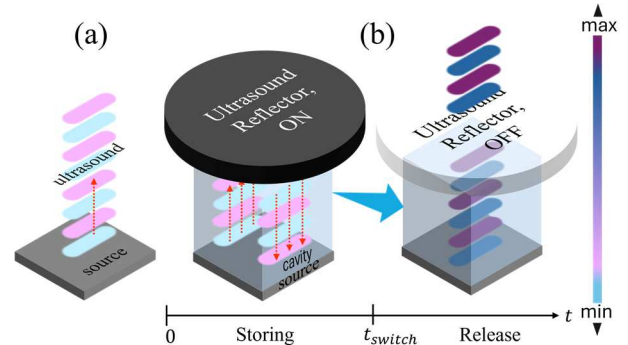 (a)
ultrasound
source
Ultrasound
Reflector,
ON
cavity
source
(b)
Ultrasound
Reflector,
OFF
max
min
0
Storing
t_switch
Release
t